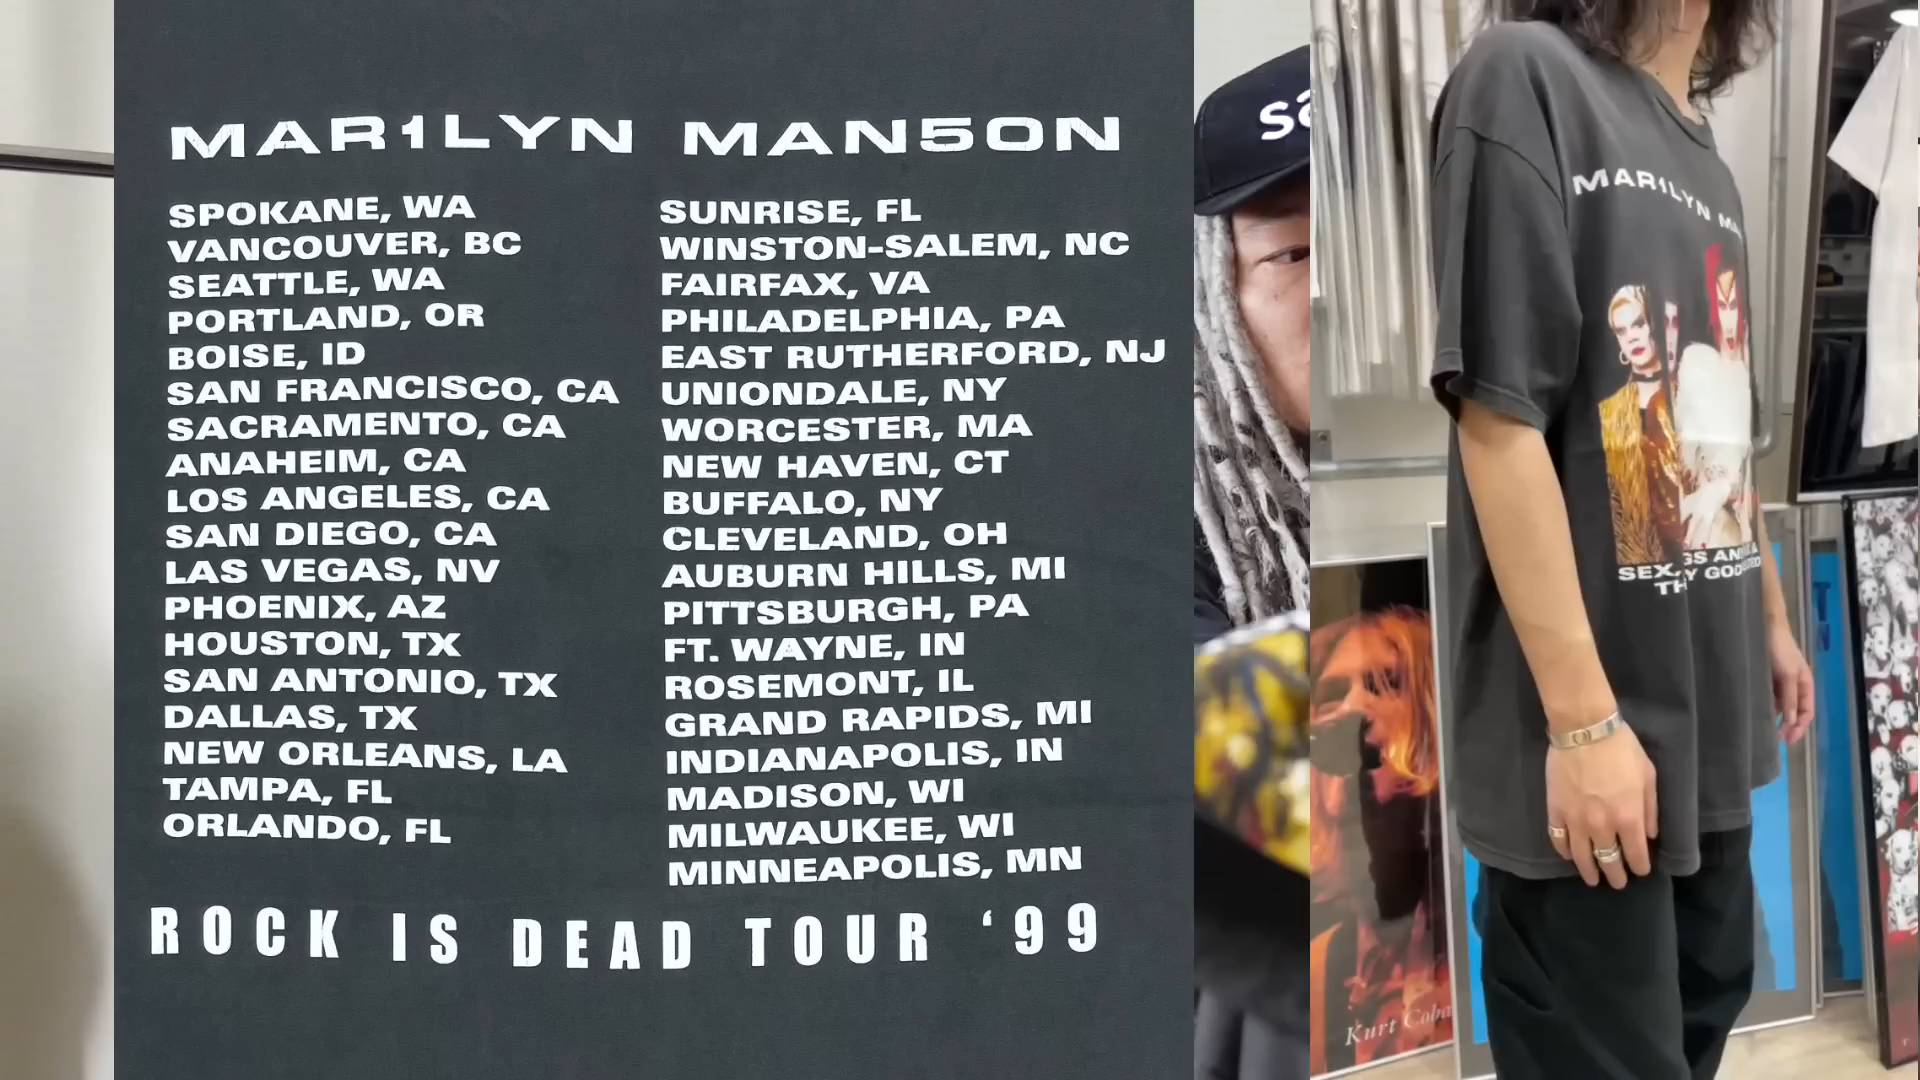 MAR1LYN MAN5ON
SPOKANE, WA
VANCOUVER, BC
SEATTLE, WA
PORTLAND, OR
BOISE, ID
SAN FRANCISCO, CA
SACRAMENTO, CA
ANAHEIM, CA
LOS ANGELES, CA
SAN DIEGO, CA
LAS VEGAS, NV
PHOENIX, AZ
HOUSTON, TX
SAN ANTONIO, TX
DALLAS, TX
NEW ORLEANS, LA
TAMPA, FL
ORLANDO, FL
SUNRISE, FL
WINSTON-SALEM, NC
FAIRFAX, VA
PHILADELPHIA, PA
EAST RUTHERFORD, NJ
UNIONDALE, NY
WORCESTER, MA
NEW HAVEN, CT
BUFFALO, NY
CLEVELAND, OH
AUBURN HILLS, MI
PITTSBURGH, PA
FT. WAYNE, IN
ROSEMONT, IL
GRAND RAPIDS, MI
INDIANAPOLIS, IN
MADISON, WI
MILWAUKEE, WI
MINNEAPOLIS, MN
ROCK IS DEAD TOUR ‘99
MAR1LYN MA
Kurt Coba